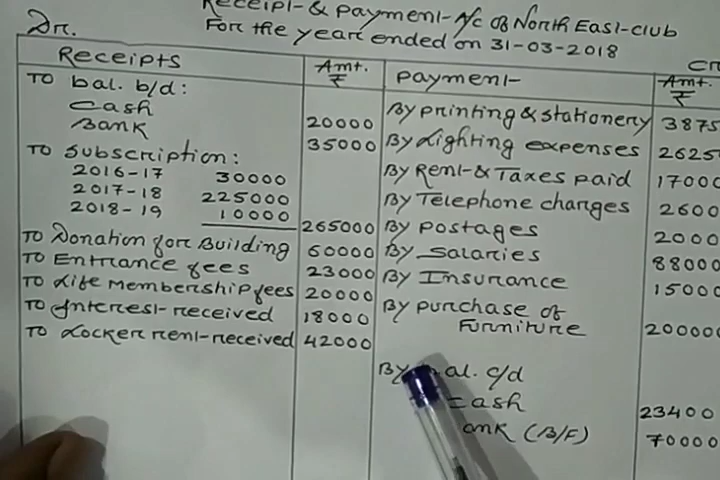 Receipt & payment A/c of North East club
For the year ended on 31-03-2018
Dr.
Cr
Receipts Amt. ₹ payment Amt. ₹
To bal. b/d:
Cash 20000
Bank 35000
To Subscription:
2016-17 30000
2017-18 225000
2018-19 10000 265000
To Donation for Building 60000
To Entrance fees 23000
To Life Membership fees 20000
To Interest received 18000
To Locker rent received 42000
By printing & stationery 3875
By Lighting expenses 2625
By Rent & Taxes paid 17000
By Telephone charges 2600
By postages 2000
By Salaries 88000
By Insurance 15000
By purchase of
Furniture 200000
By bal. c/d
cash 23400
ank (B/F) 70000